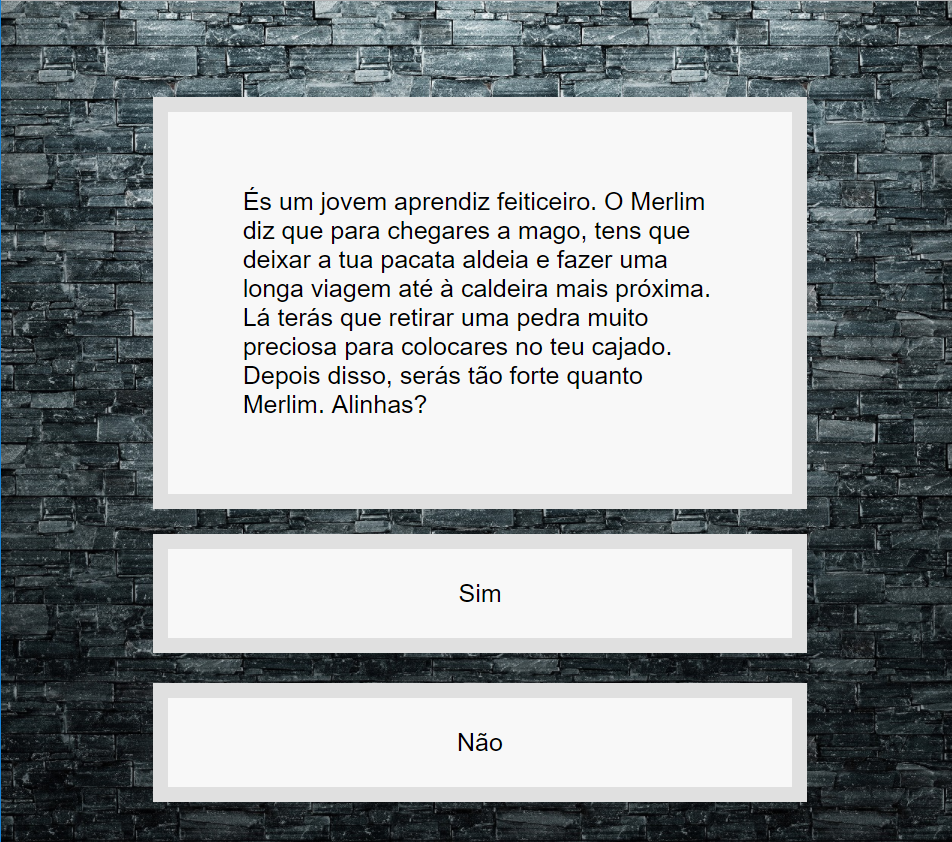 És um jovem aprendiz feiticeiro. O Merlim
diz que para chegares a mago, tens que
deixar a tua pacata aldeia e fazer uma
longa viagem até à caldeira mais próxima.
Lá terás que retirar uma pedra muito
preciosa para colocares no teu cajado.
Depois disso, serás tão forte quanto
Merlim. Alinhas?
Sim
Não